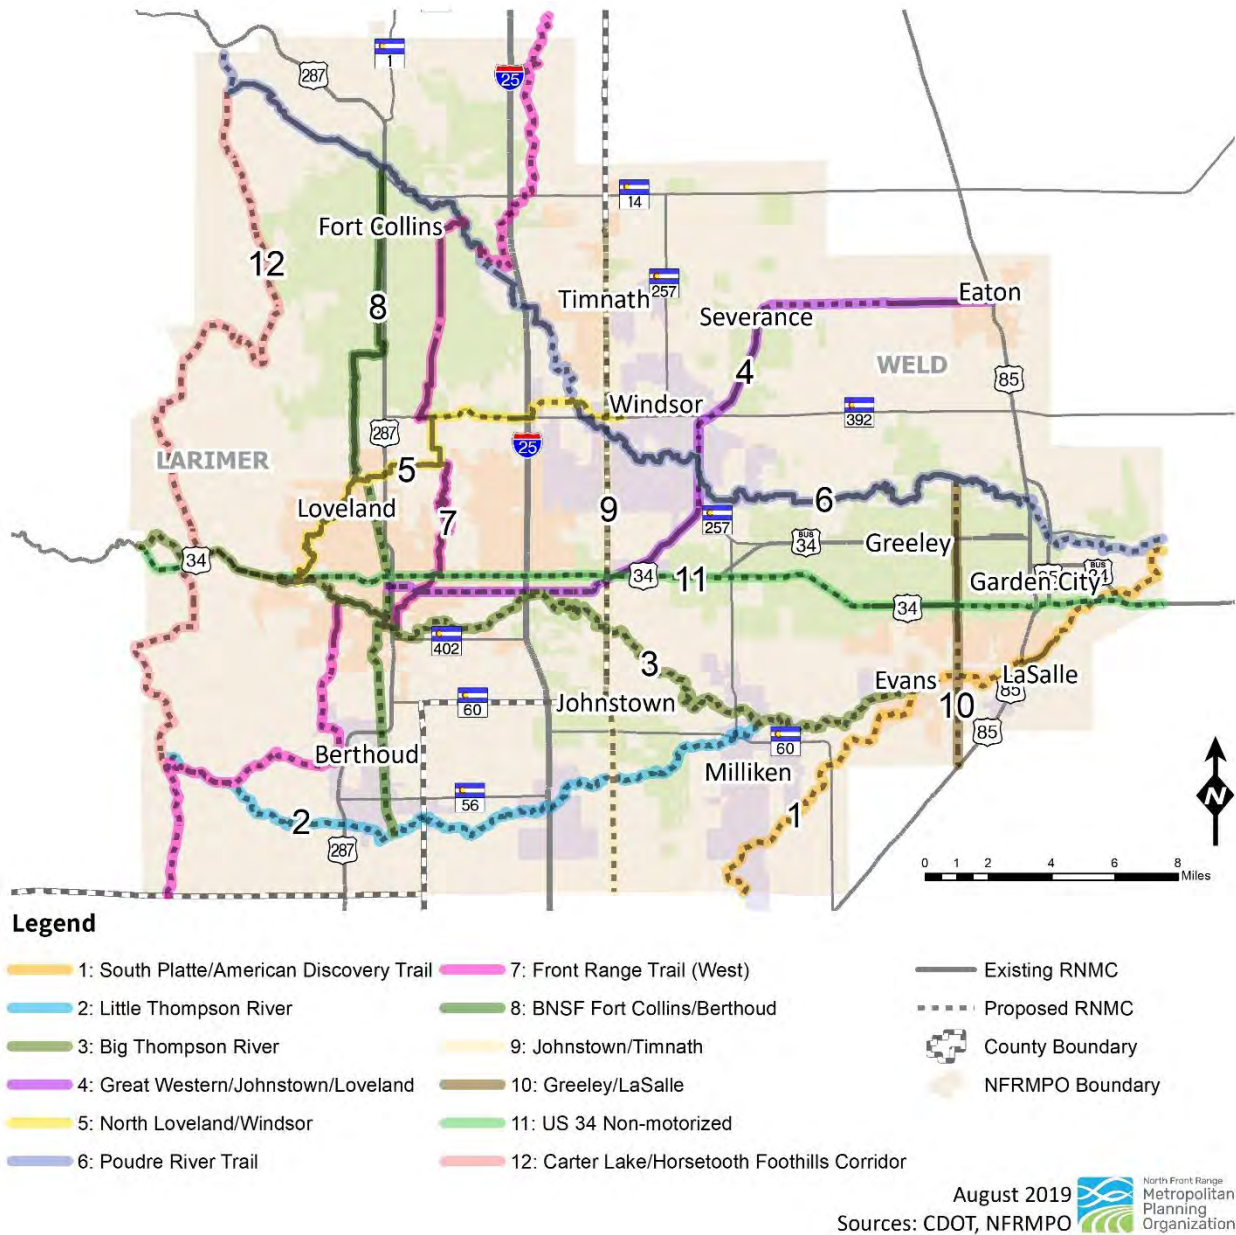 1
287
25
14
Fort Collins
12
257
Timnath
Eaton
Severance
8
WELD
4
85
Windsor
392
287
25
LARIMER
5
Loveland
6
7
9
257
BUS
34
Greeley
34
34
11
Garden City
BUS
34
402
3
Evans
LaSalle
85
60
Johnstown
10
85
60
Berthoud
Milliken
56
N
2
1
287
0 1 2 4 6 8
Miles
Legend
1: South Platte/American Discovery Trail
2: Little Thompson River
3: Big Thompson River
4: Great Western/Johnstown/Loveland
5: North Loveland/Windsor
6: Poudre River Trail
7: Front Range Trail (West)
8: BNSF Fort Collins/Berthoud
9: Johnstown/Timnath
10: Greeley/LaSalle
11: US 34 Non-motorized
12: Carter Lake/Horsetooth Foothills Corridor
Existing RNMC
Proposed RNMC
County Boundary
NFRMPO Boundary
August 2019
Sources: CDOT, NFRMPO
North Front Range
Metropolitan
Planning
Organization